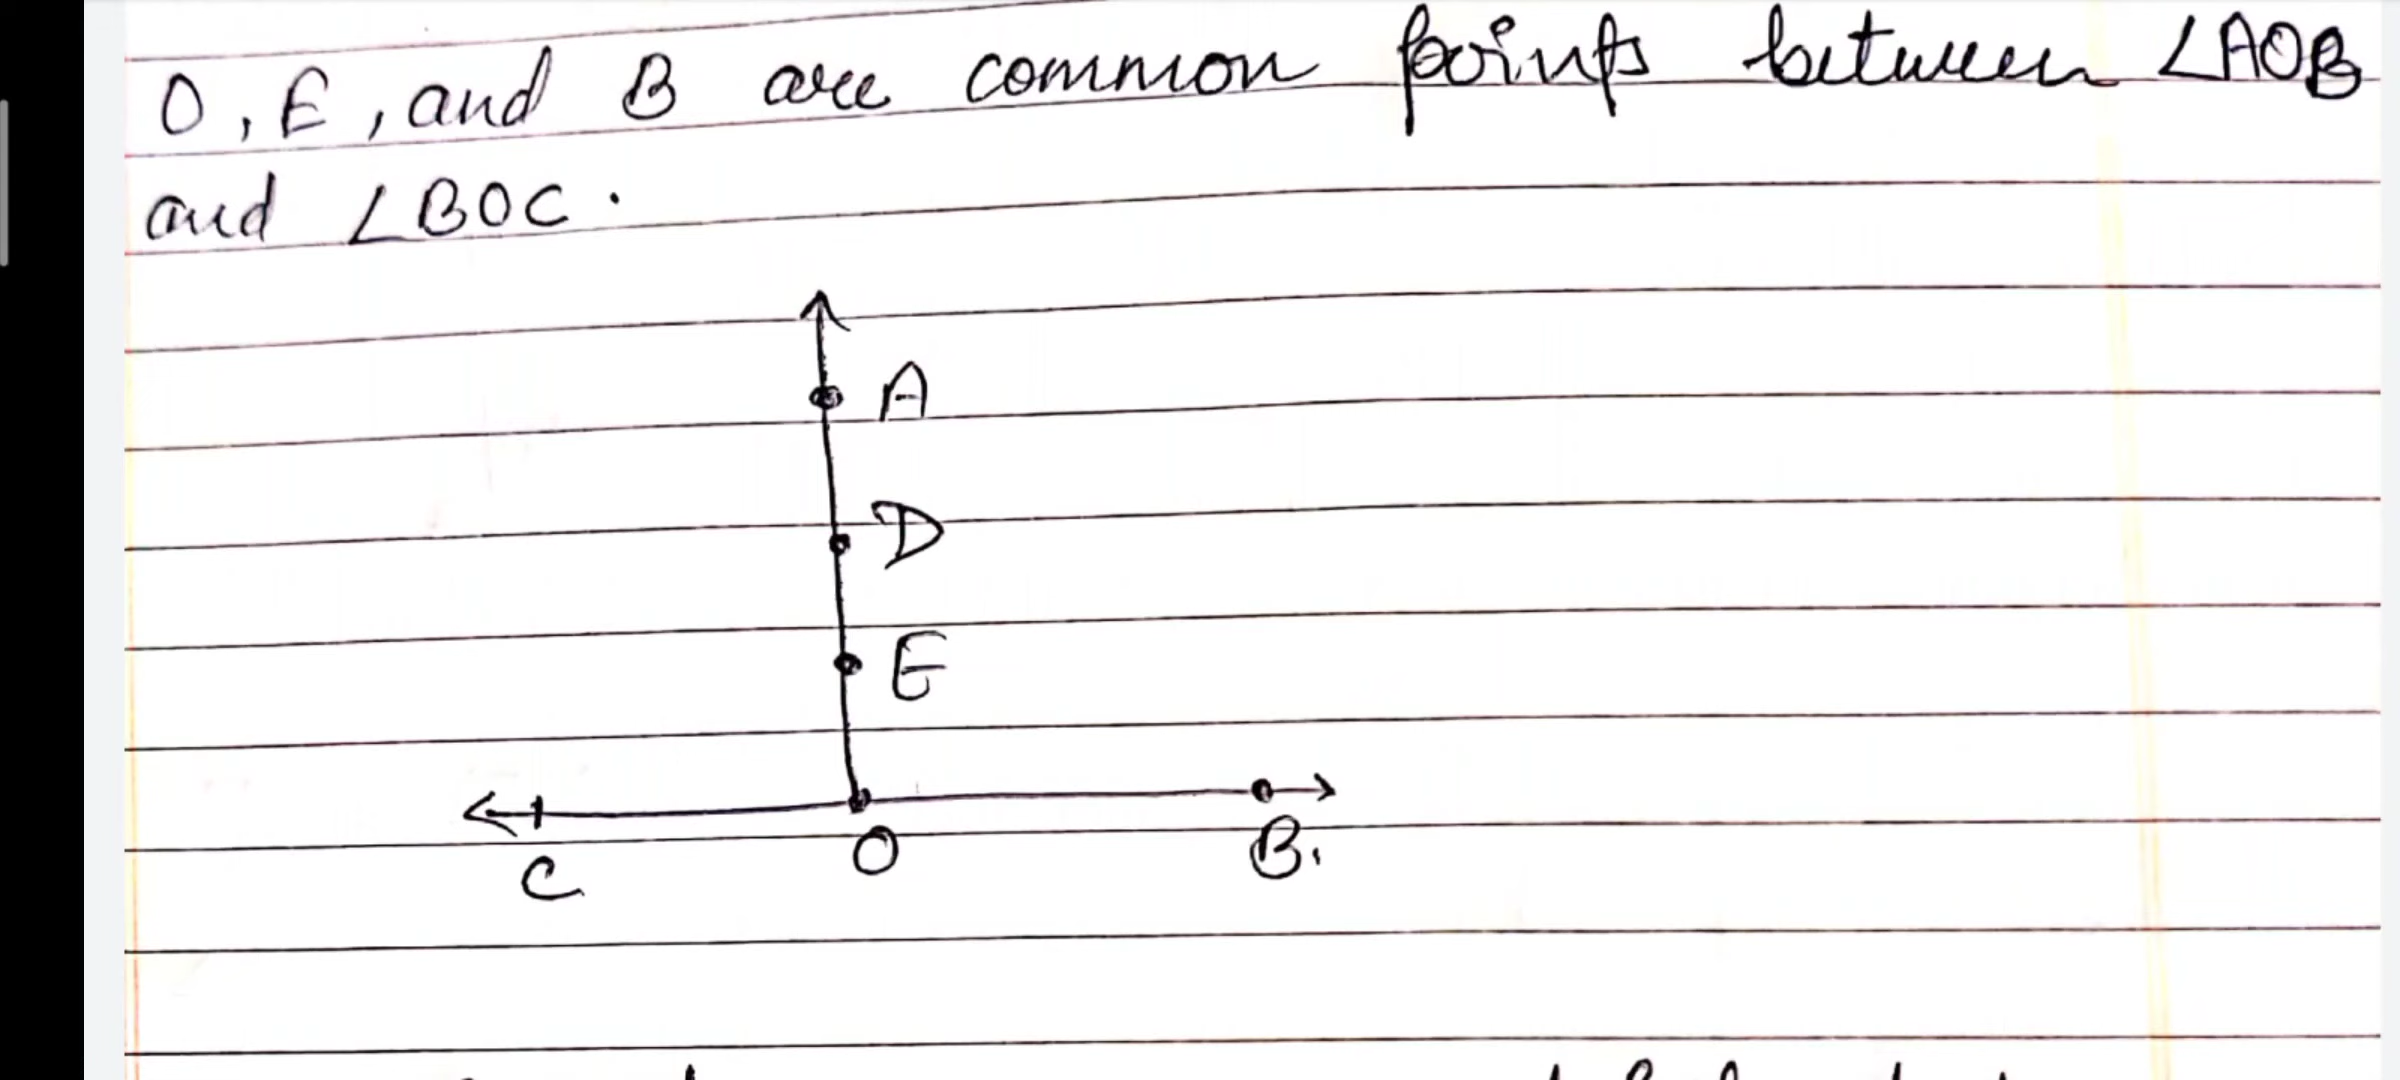 O, E, and B are common points between ∠AOB
and ∠BOC.
A
D
E
C
O
B.